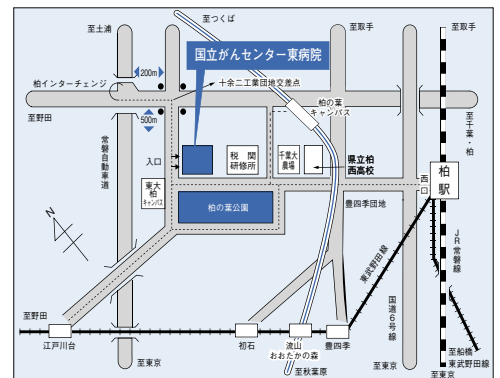 至つくば
至土浦
至取手
至取手
国立がんセンター東病院
200m
柏インターチェンジ
十余二工業団地交差点
柏の葉
キャンパス
至野田
500m
至千葉・柏
常磐自動車道
入口
税関
研修所
千葉大
農場
県立柏
西高校
東大
柏
キャンパス
西口
柏駅
柏の葉公園
豊四季団地
東武野田線
JR常磐線
国道6号線
至野田
江戸川台
初石
流山
おおたかの森
豊四季
至東京
至秋葉原
至東京
至船橋
東武野田線
至東京